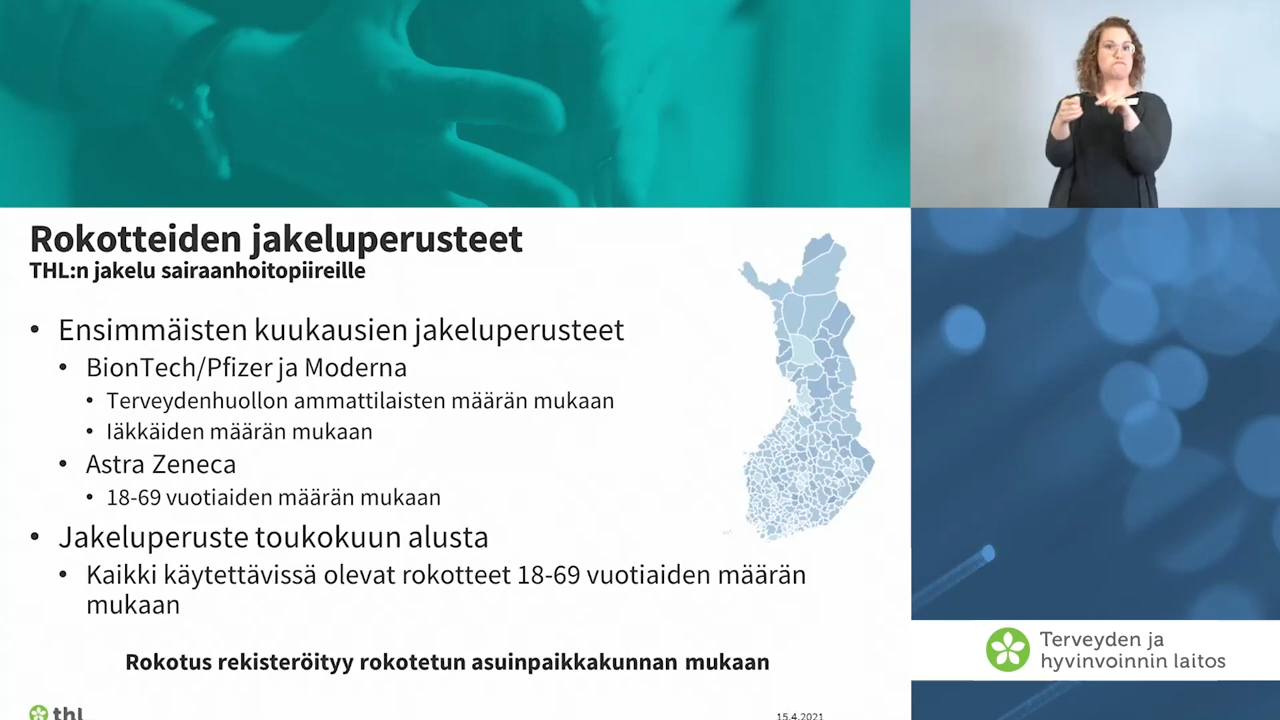 Rokotteiden jakeluperusteet
THL:n jakelu sairaanhoitopiireille
• Ensimmäisten kuukausien jakeluperusteet
• BionTech/Pfizer ja Moderna
• Terveydenhuollon ammattilaisten määrän mukaan
• Iäkkäiden määrän mukaan
• Astra Zeneca
• 18-69 vuotiaiden määrän mukaan
• Jakeluperuste toukokuun alusta
• Kaikki käytettävissä olevat rokotteet 18-69 vuotiaiden määrän
mukaan
Rokotus rekisteröityy rokotetun asuinpaikkakunnan mukaan
thl
15.4.2021
Terveyden ja
hyvinvoinnin laitos